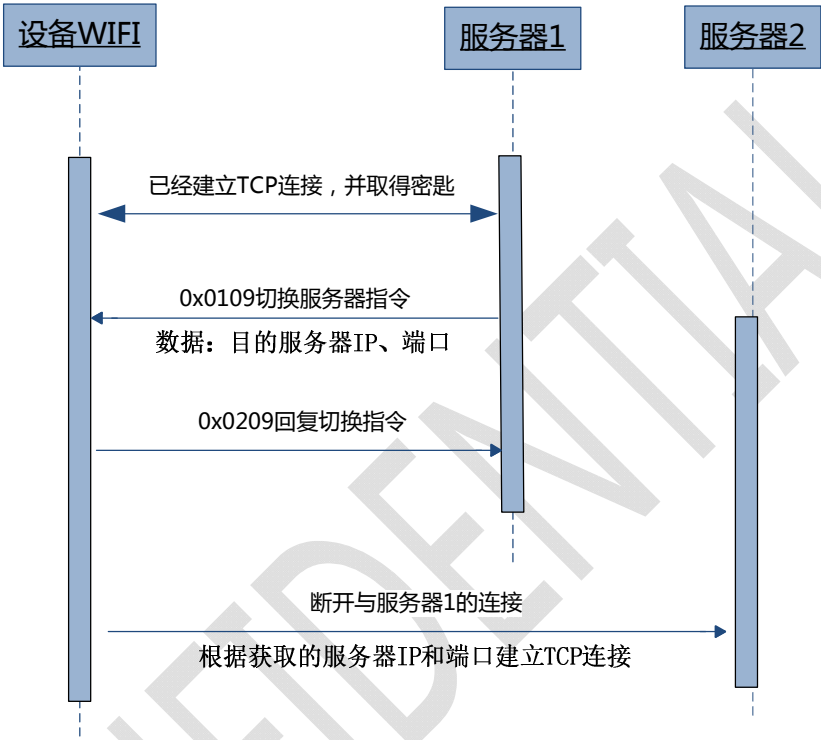 设备WIFI
服务器1
服务器2
已经建立TCP连接，并取得密匙
0x0109切换服务器指令
数据：目的服务器IP、端口
0x0209回复切换指令
断开与服务器1的连接
根据获取的服务器IP和端口建立TCP连接